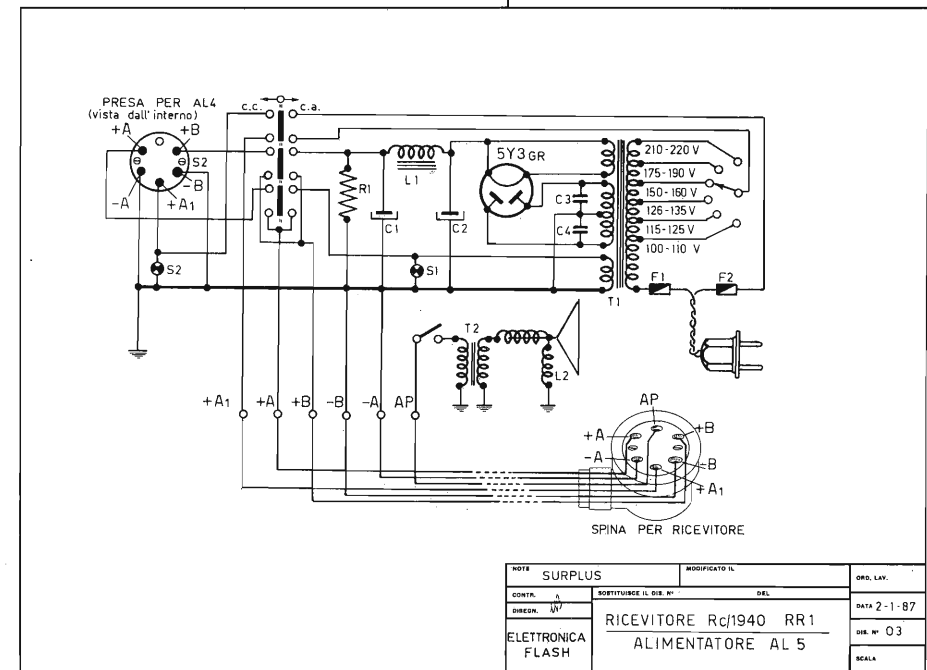 PRESA PER AL4
(vista dall'interno)
+A
+B
S2
-A
-B
+A1
S2
c.c.
c.a.
R1
L1
C1
C2
S1
5Y3GR
C3
C4
T1
210-220 V
175-190 V
150-160 V
126-135 V
115-125 V
100-110 V
F1
F2
T2
L2
+A1
+A
+B
-B
-A
AP
AP
+A
+B
-A
-B
+A1
SPINA PER RICEVITORE
NOTE
SURPLUS
MODIFICATO IL
ORD. LAV.
CONTR.
SOSTITUISCE IL DIS. N°
DEL
DISEGN.
DATA 2-1-87
RICEVITORE Rc/1940 RR1
ALIMENTATORE AL 5
DIS. N° 03
ELETTRONICA
FLASH
SCALA